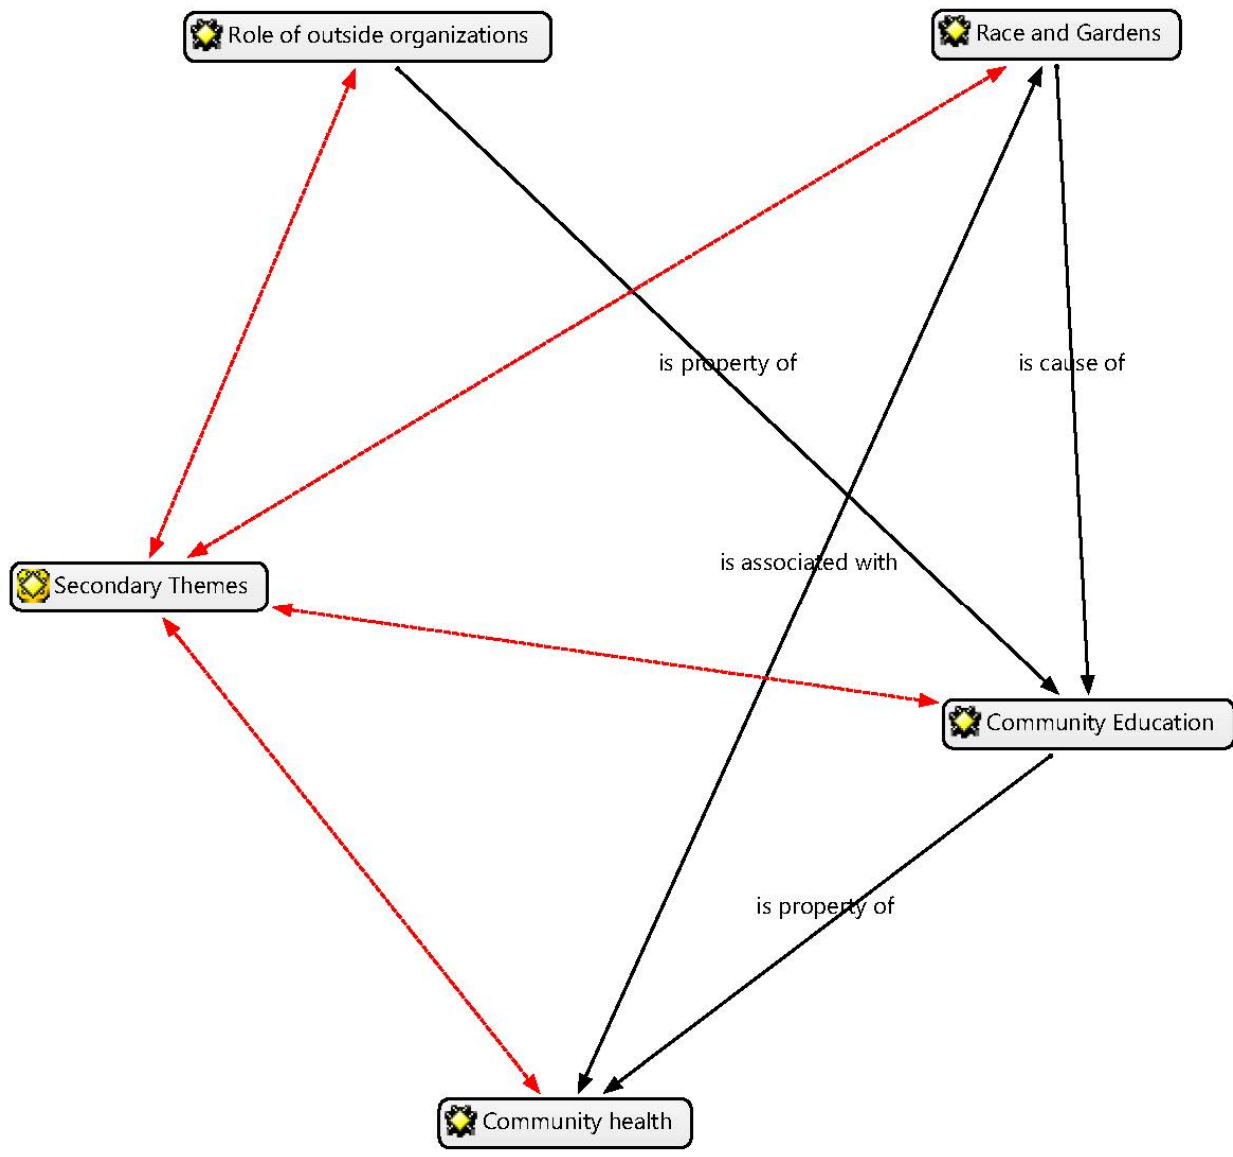 Role of outside organizations
Race and Gardens
is property of
is cause of
is associated with
Secondary Themes
Community Education
is property of
Community health